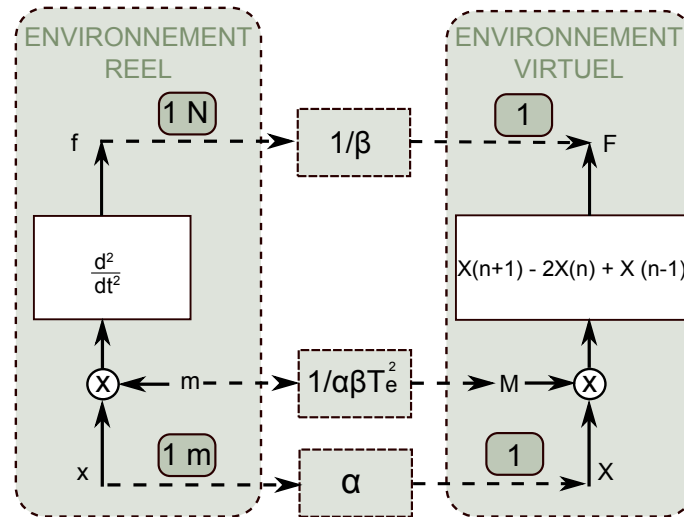 ENVIRONNEMENT
REEL
ENVIRONNEMENT
VIRTUEL
1 N
1
f
1/β
F
d²
dt²
X(n+1) - 2X(n) + X (n-1)
X
m
1/αβTₑ²
M
X
1 m
1
x
α
X